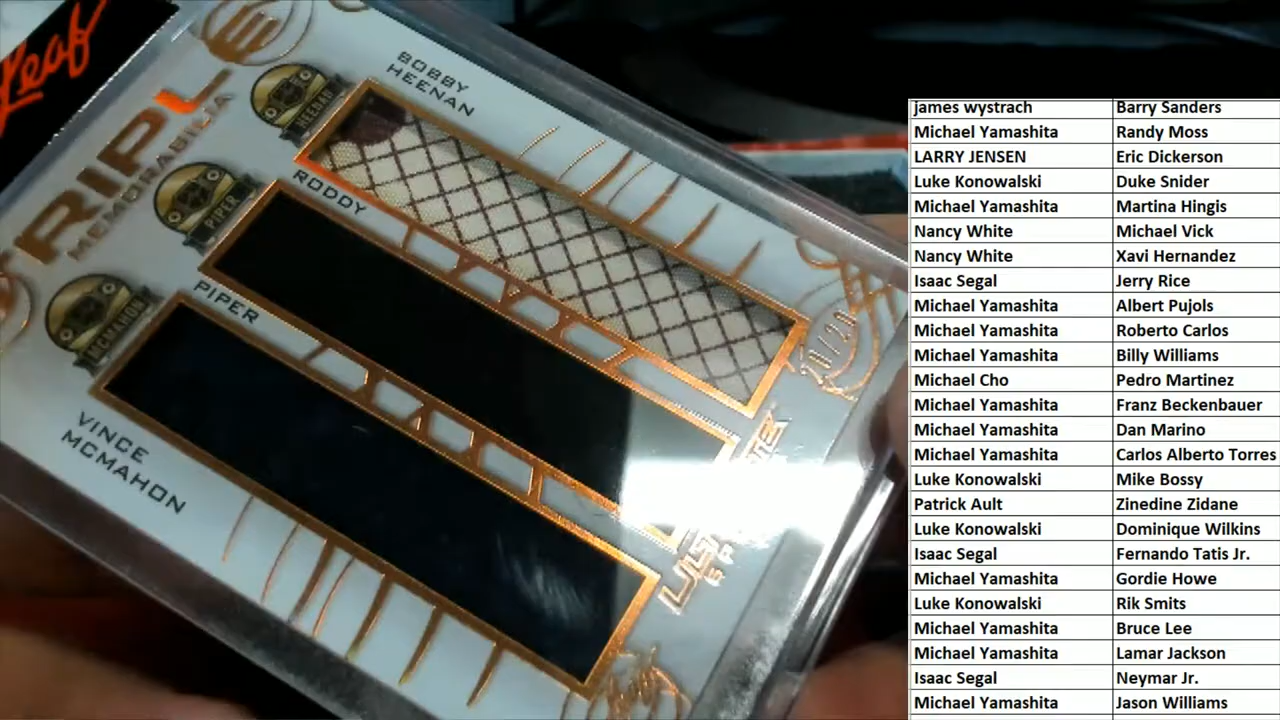 Leaf
TRIPLE
MEMORABILIA
BOBBY
HEENAN
HEENAN
RODDY
PIPER
PIPER
MCMAHON
VINCE
MCMAHON
james wystrach Barry Sanders
Michael Yamashita Randy Moss
LARRY JENSEN Eric Dickerson
Luke Konowalski Duke Snider
Michael Yamashita Martina Hingis
Nancy White Michael Vick
Nancy White Xavi Hernandez
Isaac Segal Jerry Rice
Michael Yamashita Albert Pujols
Michael Yamashita Roberto Carlos
Michael Yamashita Billy Williams
Michael Cho Pedro Martinez
Michael Yamashita Franz Beckenbauer
Michael Yamashita Dan Marino
Michael Yamashita Carlos Alberto Torres
Luke Konowalski Mike Bossy
Patrick Ault Zinedine Zidane
Luke Konowalski Dominique Wilkins
Isaac Segal Fernando Tatis Jr.
Michael Yamashita Gordie Howe
Luke Konowalski Rik Smits
Michael Yamashita Bruce Lee
Michael Yamashita Lamar Jackson
Isaac Segal Neymar Jr.
Michael Yamashita Jason Williams